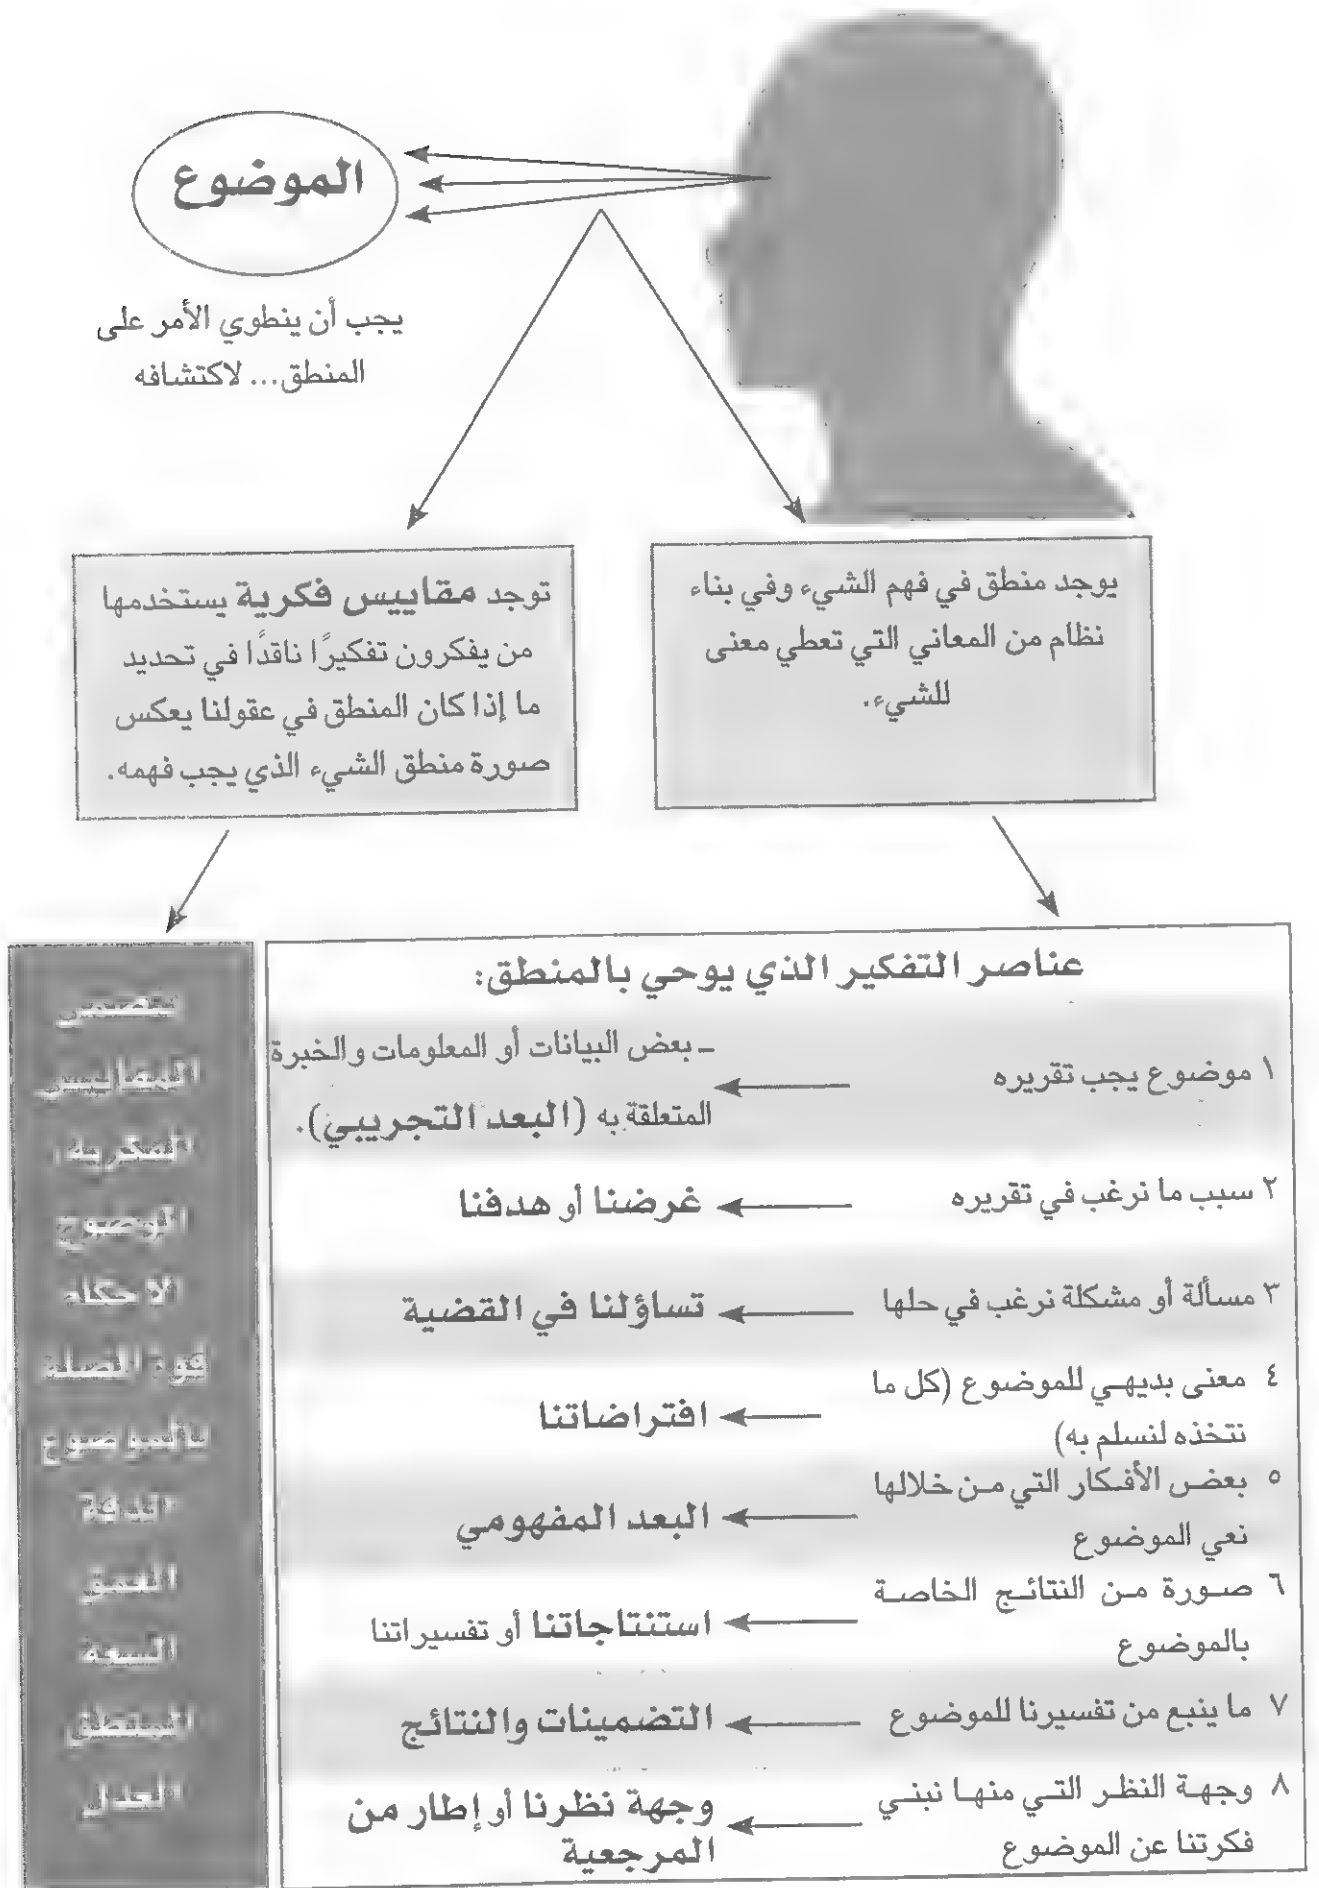 الموضوع
يجب أن ينطوي الأمر على
المنطق... لاكتشافه
يوجد منطق في فهم الشيء وفي بناء
نظام من المعاني التي تعطي معنى
للشيء.
توجد مقاييس فكرية يستخدمها
من يفكرون تفكيرًا ناقدًا في تحديد
ما إذا كان المنطق في عقولنا يعكس
صورة منطق الشيء الذي يجب فهمه.
عناصر التفكير الذي يوحي بالمنطق:
١ موضوع يجب تقريره
ـ بعض البيانات أو المعلومات والخبرة
المتعلقة به (البعد التجريبي).
٢ سبب ما نرغب في تقريره
غرضنا أو هدفنا
٣ مسألة أو مشكلة نرغب في حلها
تساؤلنا في القضية
٤ معنى بديهي للموضوع (كل ما
نتخذه لنسلم به)
افتراضاتنا
٥ بعض الأفكار التي من خلالها
نعي الموضوع
البعد المفهومي
٦ صورة من النتائج الخاصة
بالموضوع
استنتاجاتنا أو تفسيراتنا
٧ ما ينبع من تفسيرنا للموضوع
التضمينات والنتائج
٨ وجهة النظر التي منها نبني
فكرتنا عن الموضوع
وجهة نظرنا أو إطار من
المرجعية
المقاييس
الفكرية:
الوضوح
الإحكام
قوة الصلة
بالموضوع
الدقة
العمق
السعة
المنطق
العدل